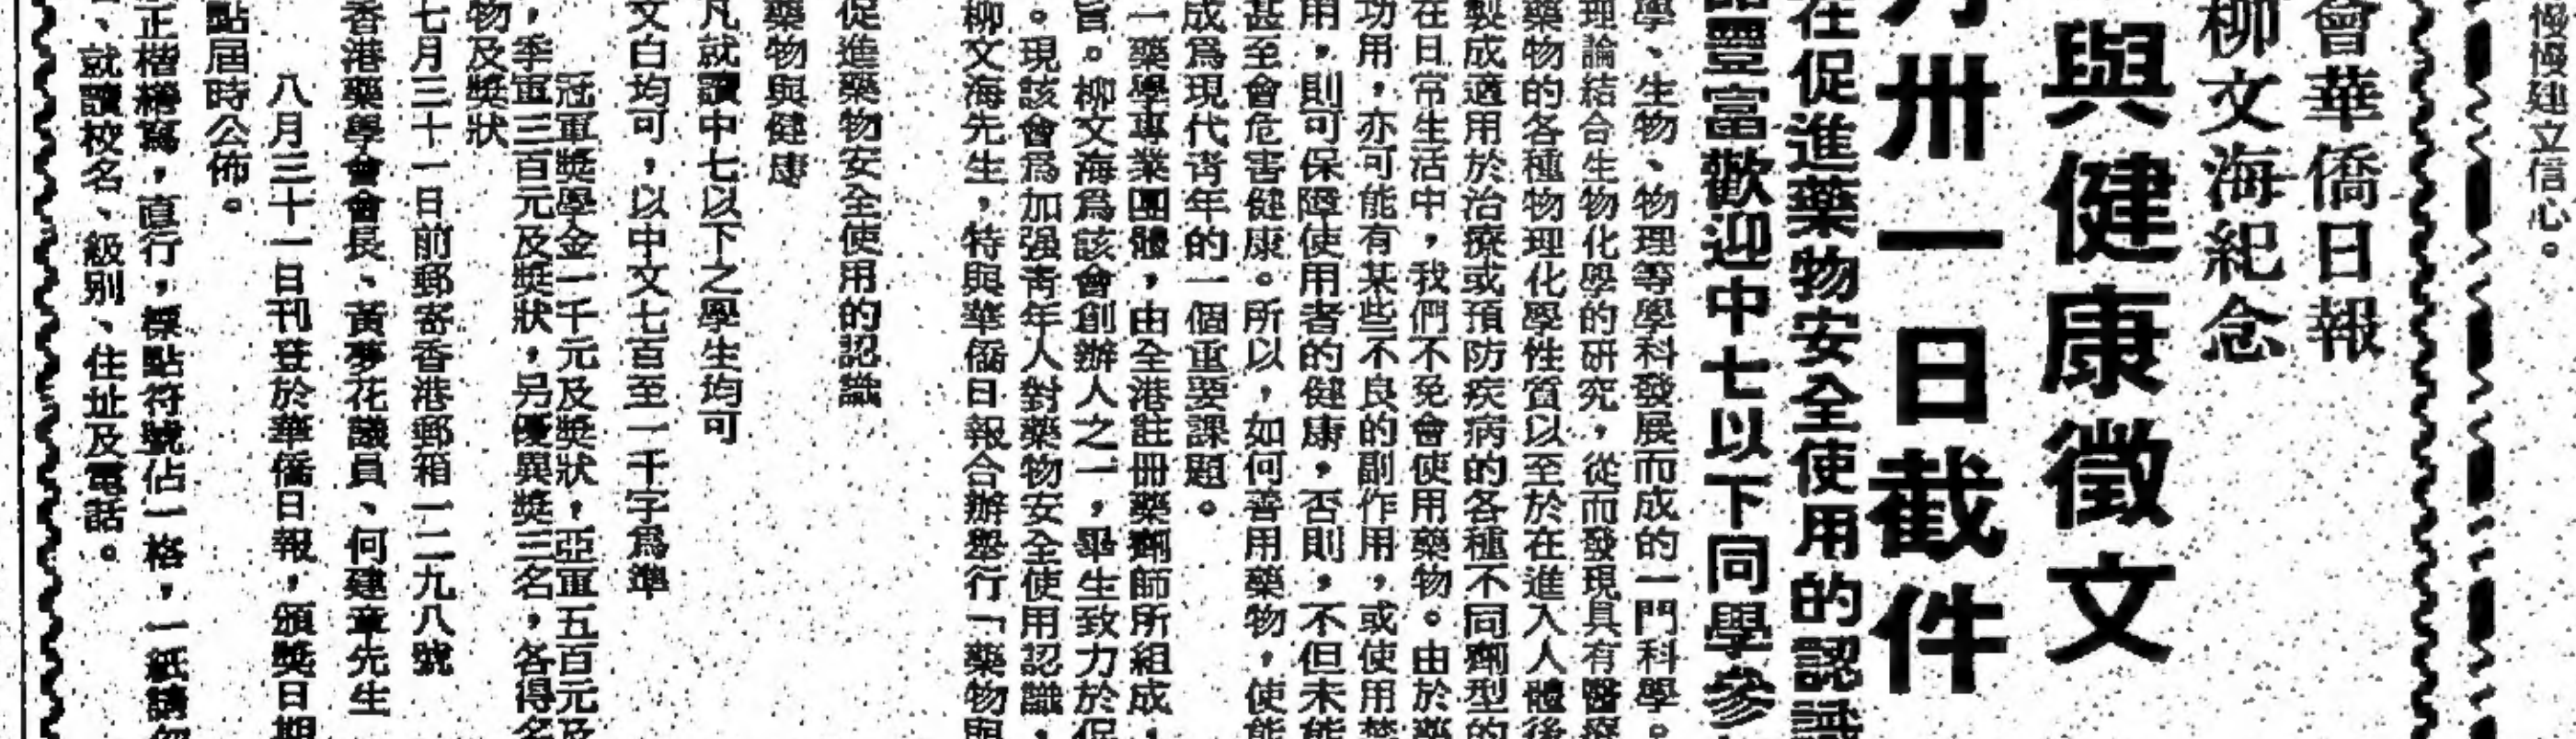 慢慢建立信心。
會華僑日報
柳文海紀念
與健康徵文
月卅一日截件
在促進藥物安全使用的認識
品豐富歡迎中七以下同學參
學、生物、物理等學科發展而成的一門科學。
理論結合生物化學的研究，從而發現具有醫療
藥物的各種物理化學性質以至於在進入人體後
製成適用於治療或預防疾病的各種不同劑型的
在日常生活中，我們不免會使用藥物。由於藥
功用，亦可能有某些不良的副作用，或使用
用，則可保障使用者的健康，否則，不但未能
甚至會危害健康。所以，如何善用藥物，使能
成為現代青年的一個重要課題。
一藥學專業團體，由全港註冊藥劑師所組成，
旨。柳文海為該會創辦人之一，畢生致力於促
。現該會為加强青年人對藥物安全使用認識，
柳文海先生，特與華僑日報合辦舉行「藥物與
促進藥物安全使用的認識
藥物與健康
凡就讀中七以下之學生均可
文白均可，以中文七百至一千字為準
冠軍獎學金一千元及獎狀，亞軍五百元及
，季軍三百元及獎狀，另優異獎三名，各得名
物及獎狀
七月三十一日前郵寄香港郵箱一二九八號
香港藥學會會長、黃夢花議員、何建章先生
八月三十一日刊登於華僑日報，頒獎日期
點屆時公佈。
正楷繕寫，直行，標點符號佔一格，一紙請勿
、就讀校名、級別、住址及電話。